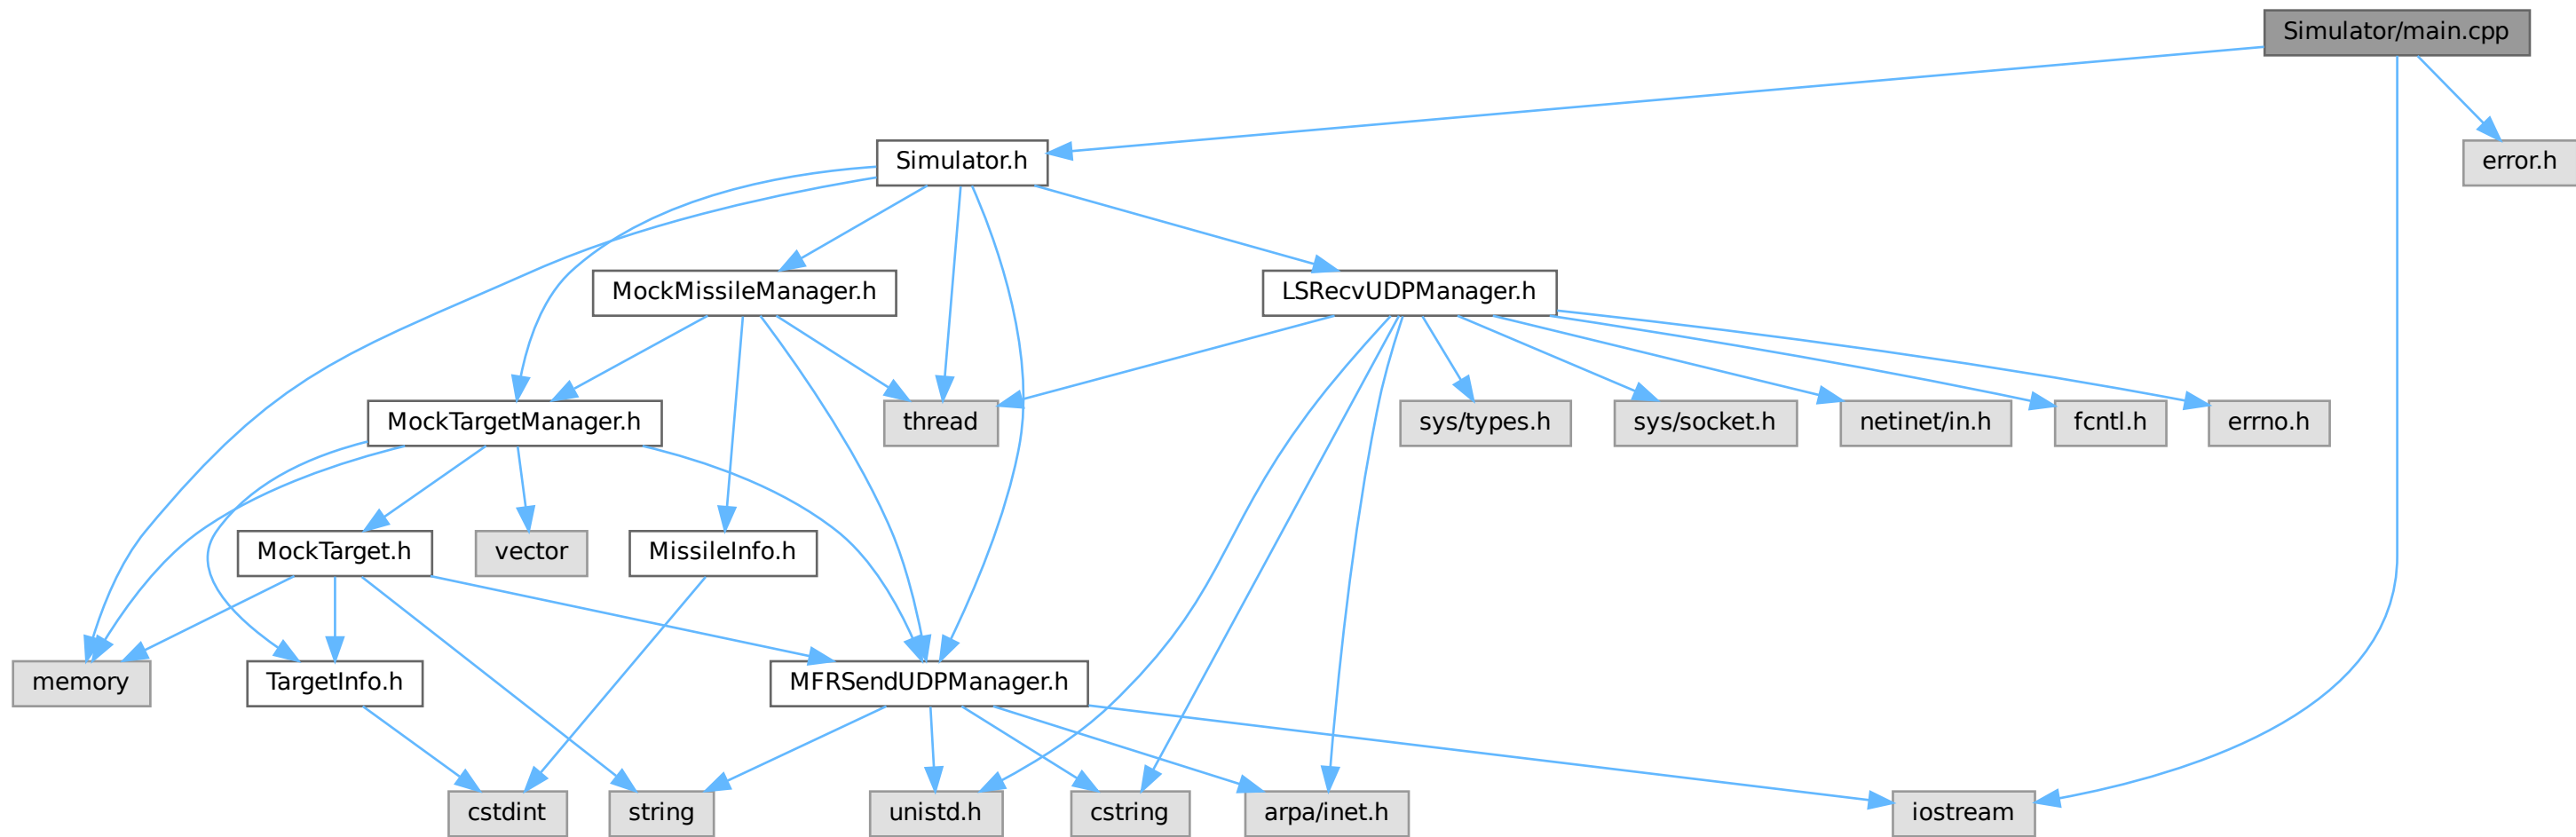 Simulator/main.cpp
Simulator.h
error.h
MockMissileManager.h
LSRecvUDPManager.h
MockTargetManager.h
thread
sys/types.h
sys/socket.h
netinet/in.h
fcntl.h
errno.h
MockTarget.h
vector
MissileInfo.h
memory
TargetInfo.h
MFRSendUDPManager.h
cstdint
string
unistd.h
cstring
arpa/inet.h
iostream